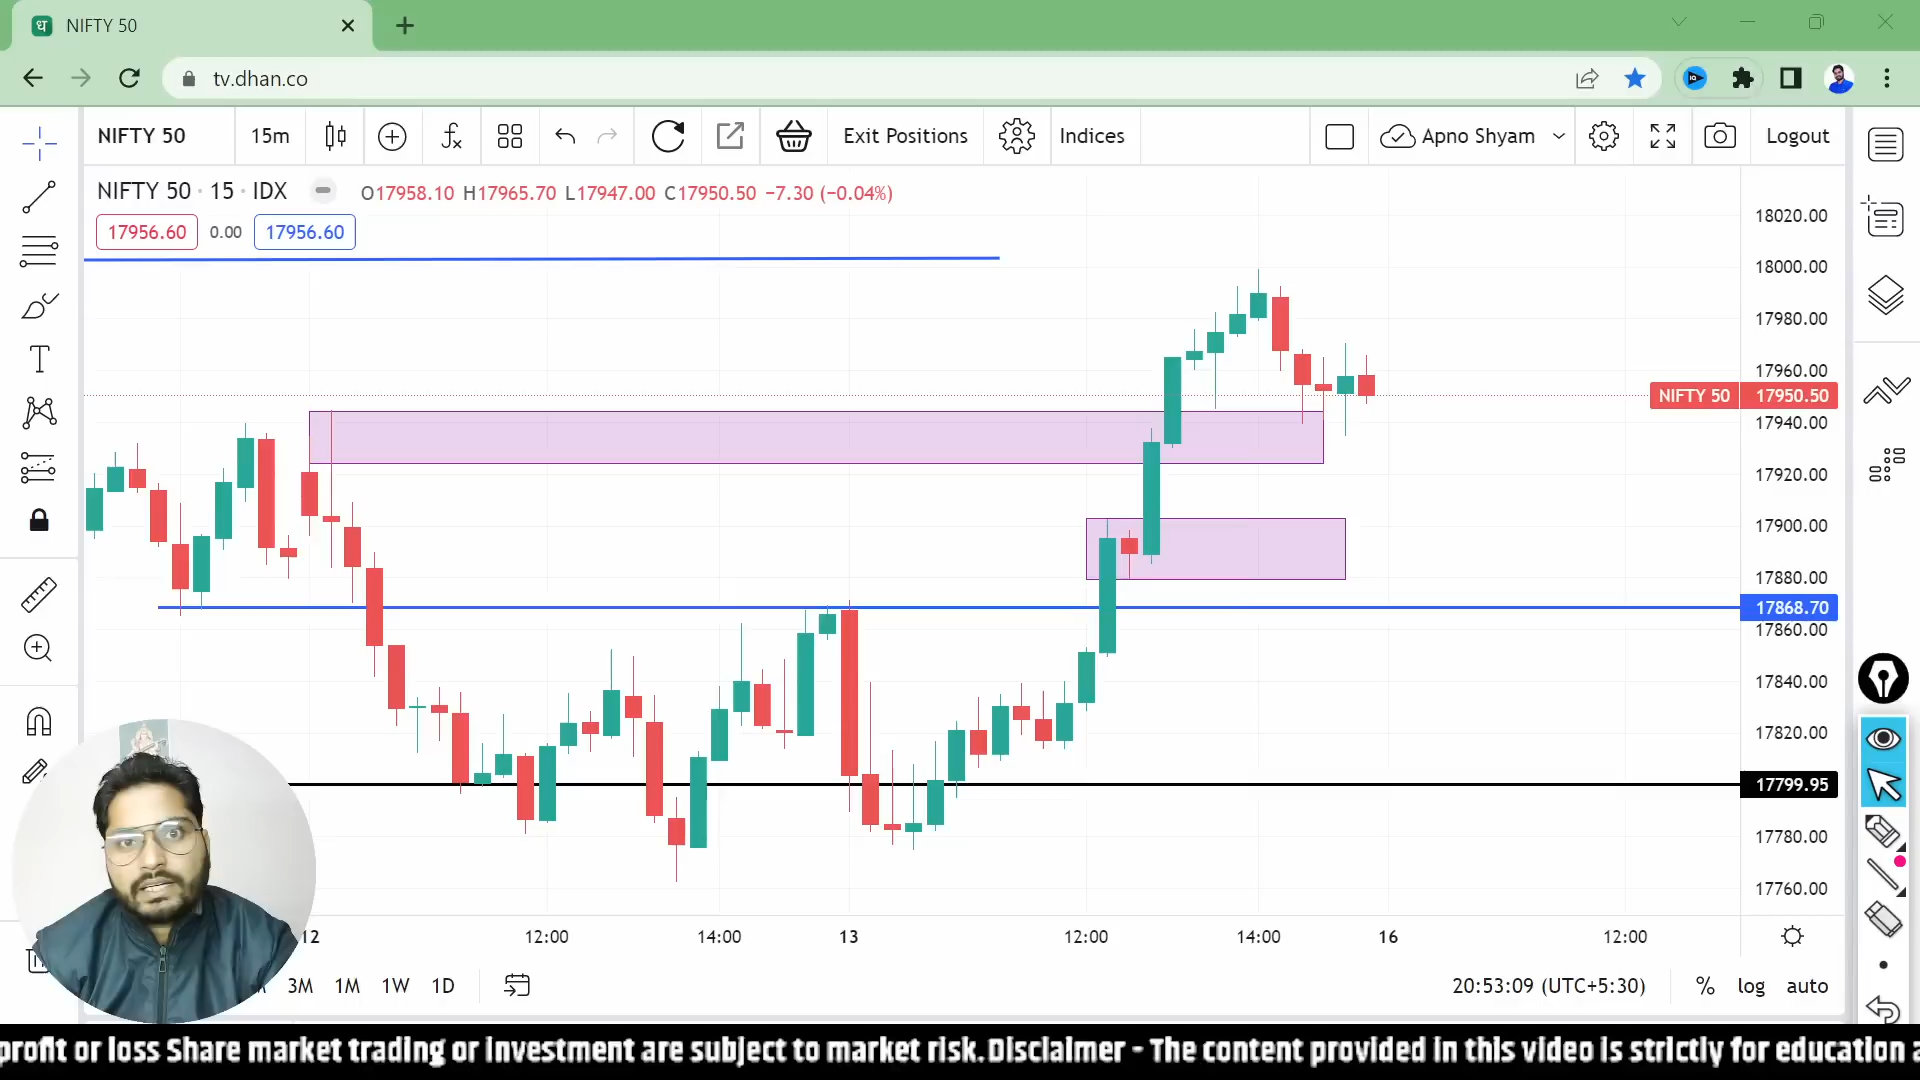 ध NIFTY 50
tv.dhan.co
NIFTY 50 15m Exit Positions Indices Apno Shyam Logout
NIFTY 50 · 15 · IDX O17958.10 H17965.70 L17947.00 C17950.50 −7.30 (−0.04%)
17956.60 0.00 17956.60
18020.00
18000.00
17980.00
17960.00
NIFTY 50 17950.50
17940.00
17920.00
17900.00
17880.00
17868.70
17860.00
17840.00
17820.00
17799.95
17780.00
17760.00
12 12:00 14:00 13 12:00 14:00 16 12:00
3M 1M 1W 1D 20:53:09 (UTC+5:30) % log auto
profit or loss Share market trading or investment are subject to market risk. Disclaimer - The content provided in this video is strictly for education